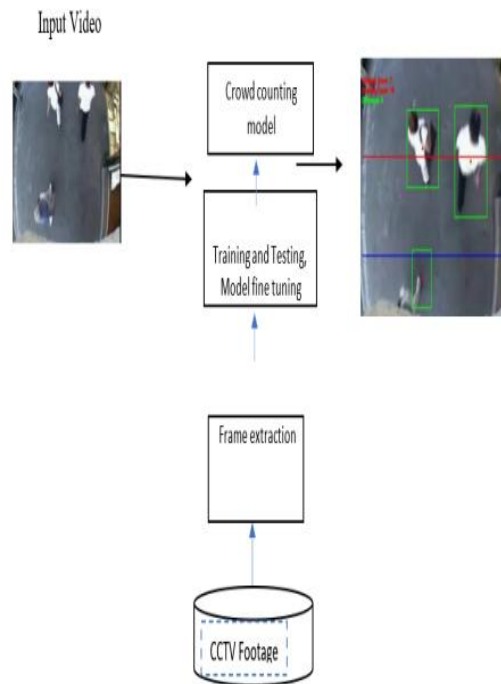 Input Video
Crowd counting
model
Training and Testing,
Model fine tuning
Frame extraction
CCTV Footage